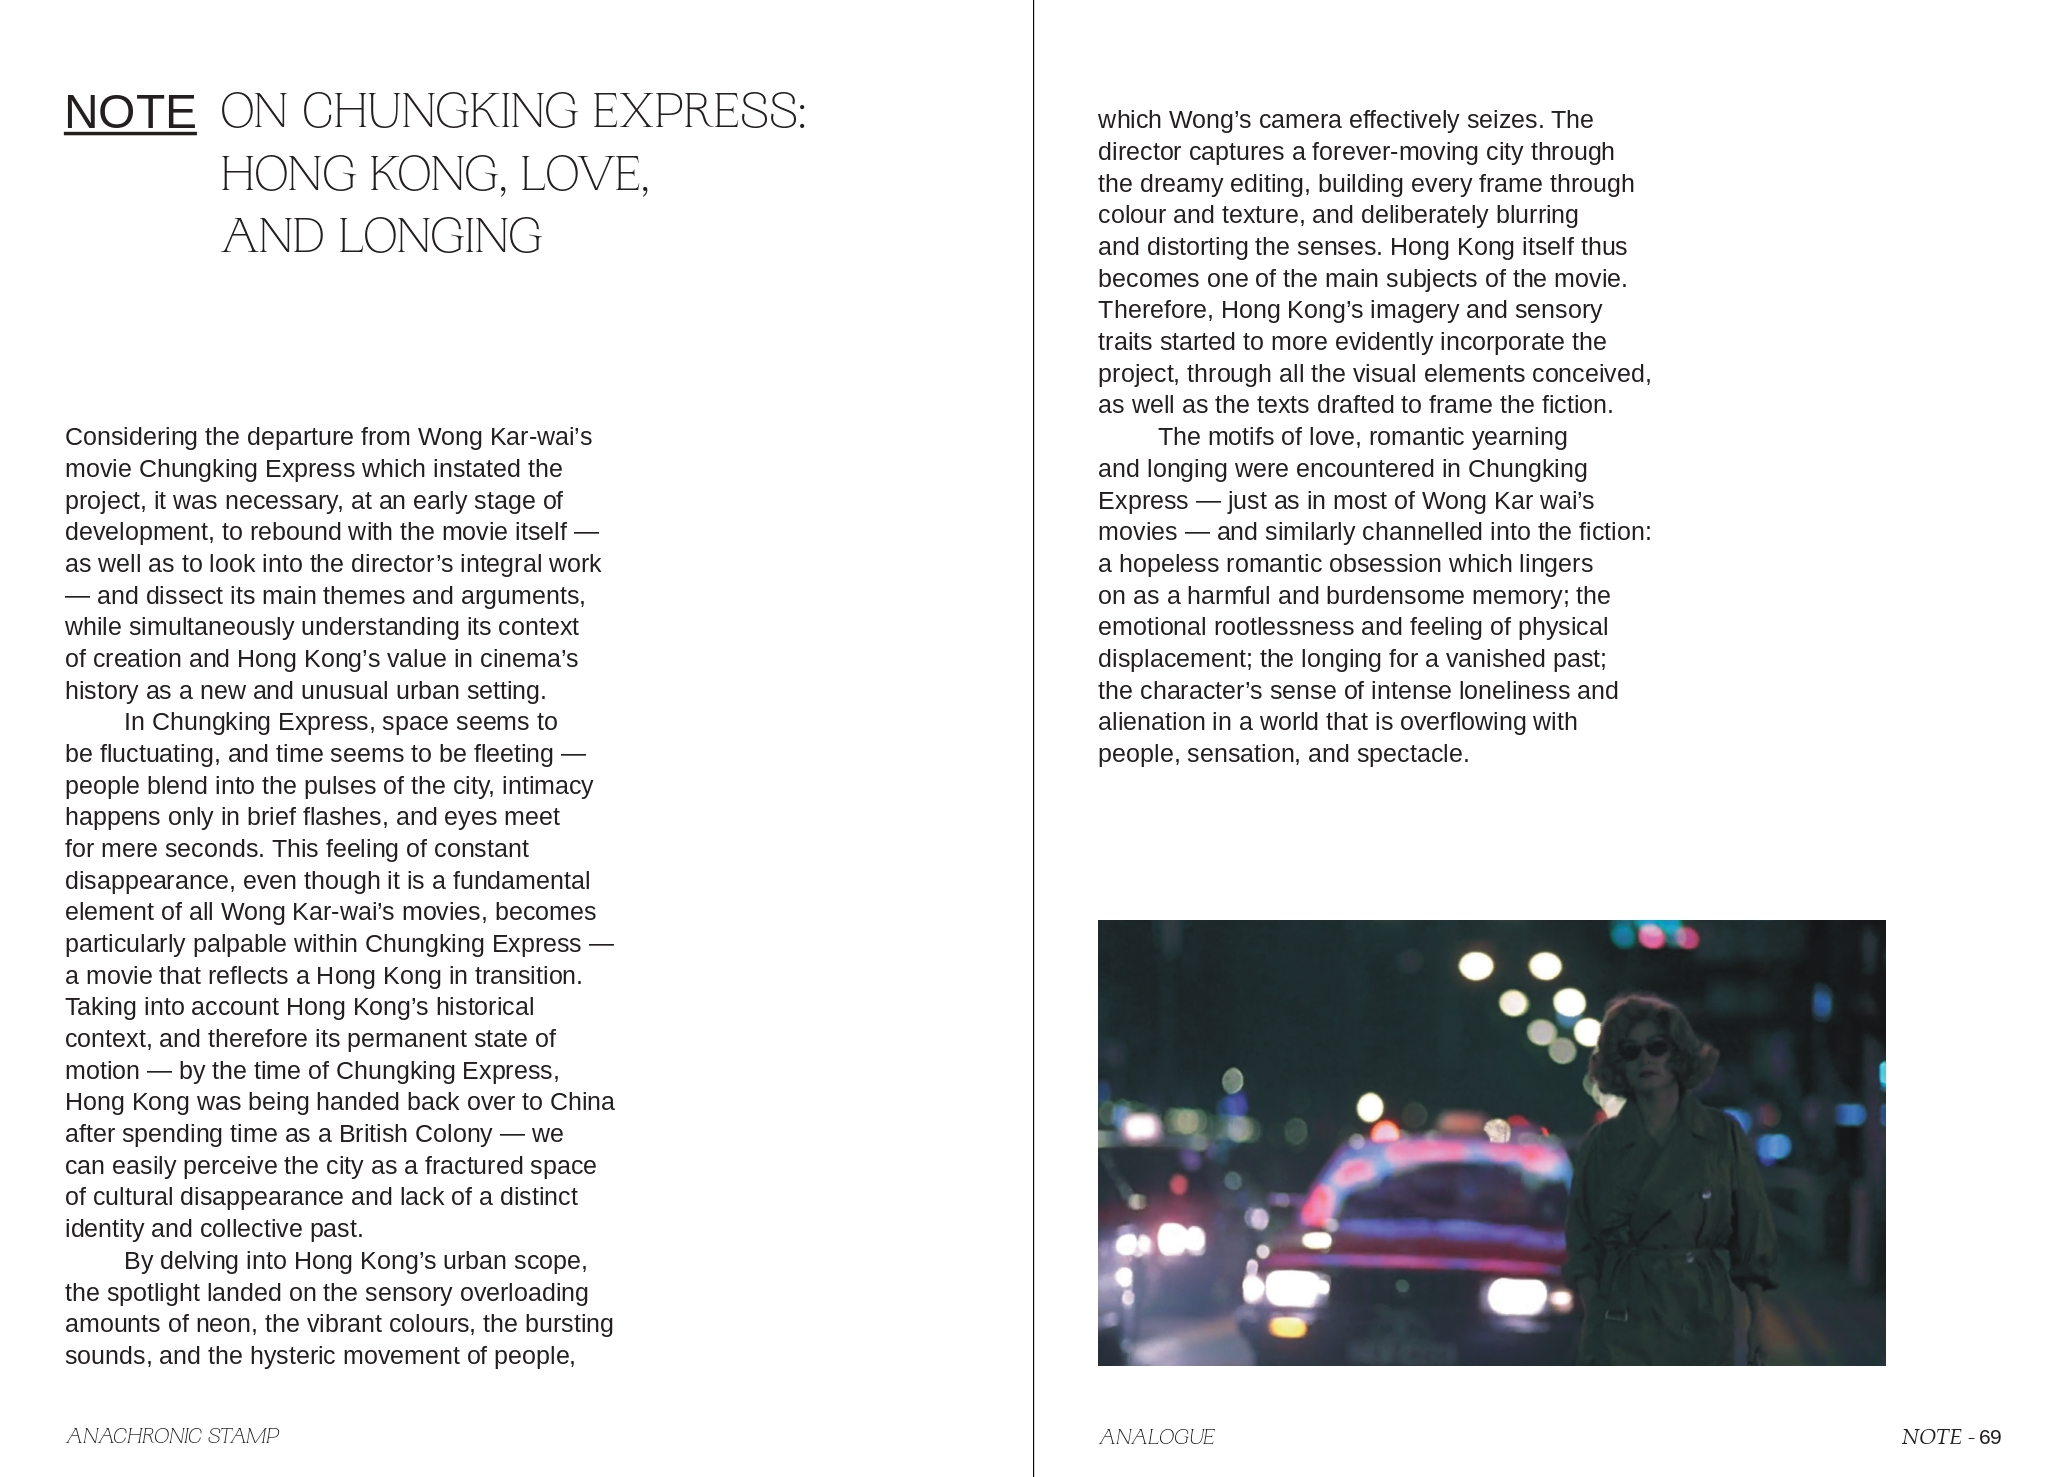 NOTE ON CHUNGKING EXPRESS:
HONG KONG, LOVE,
AND LONGING
Considering the departure from Wong Kar-wai’s
movie Chungking Express which instated the
project, it was necessary, at an early stage of
development, to rebound with the movie itself —
as well as to look into the director’s integral work
— and dissect its main themes and arguments,
while simultaneously understanding its context
of creation and Hong Kong’s value in cinema’s
history as a new and unusual urban setting.
In Chungking Express, space seems to
be fluctuating, and time seems to be fleeting —
people blend into the pulses of the city, intimacy
happens only in brief flashes, and eyes meet
for mere seconds. This feeling of constant
disappearance, even though it is a fundamental
element of all Wong Kar-wai’s movies, becomes
particularly palpable within Chungking Express —
a movie that reflects a Hong Kong in transition.
Taking into account Hong Kong’s historical
context, and therefore its permanent state of
motion — by the time of Chungking Express,
Hong Kong was being handed back over to China
after spending time as a British Colony — we
can easily perceive the city as a fractured space
of cultural disappearance and lack of a distinct
identity and collective past.
By delving into Hong Kong’s urban scope,
the spotlight landed on the sensory overloading
amounts of neon, the vibrant colours, the bursting
sounds, and the hysteric movement of people,
ANACHRONIC STAMP
which Wong’s camera effectively seizes. The
director captures a forever-moving city through
the dreamy editing, building every frame through
colour and texture, and deliberately blurring
and distorting the senses. Hong Kong itself thus
becomes one of the main subjects of the movie.
Therefore, Hong Kong’s imagery and sensory
traits started to more evidently incorporate the
project, through all the visual elements conceived,
as well as the texts drafted to frame the fiction.
The motifs of love, romantic yearning
and longing were encountered in Chungking
Express — just as in most of Wong Kar wai’s
movies — and similarly channelled into the fiction:
a hopeless romantic obsession which lingers
on as a harmful and burdensome memory; the
emotional rootlessness and feeling of physical
displacement; the longing for a vanished past;
the character’s sense of intense loneliness and
alienation in a world that is overflowing with
people, sensation, and spectacle.
ANALOGUE
NOTE - 69